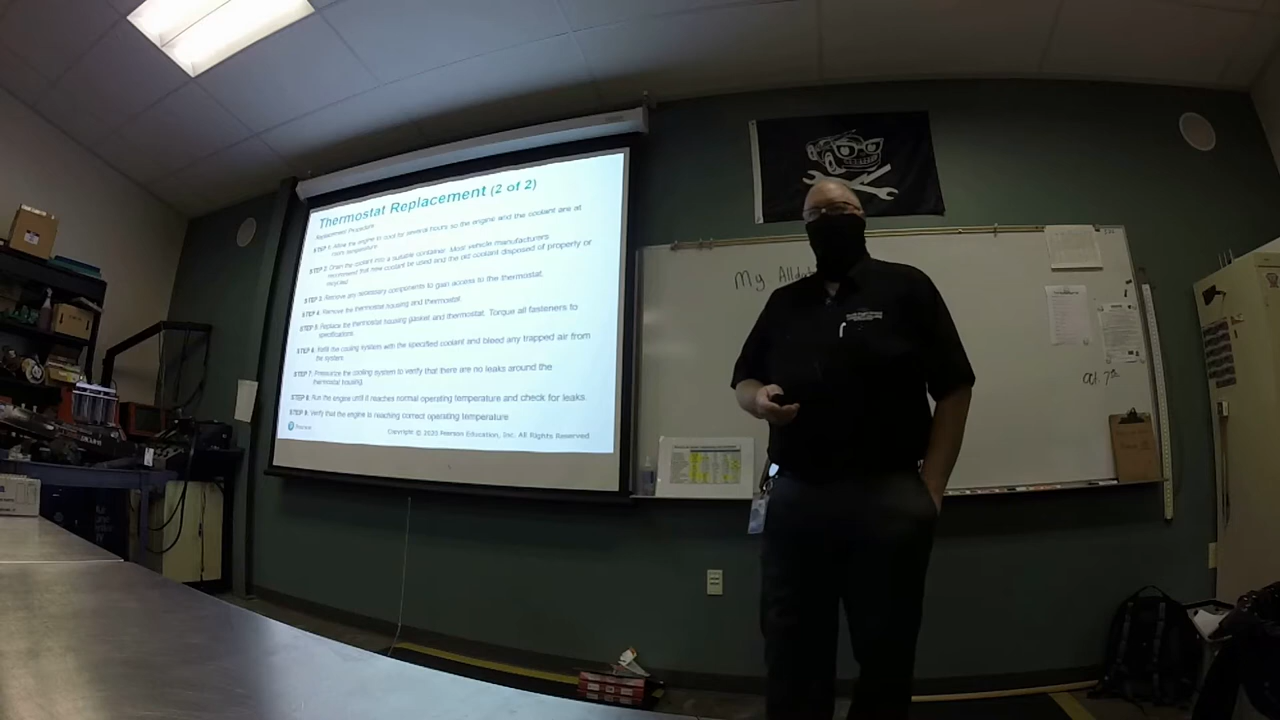 Thermostat Replacement (2 of 2)
Replacement Procedure
STEP 1: Allow the engine to cool for several hours so the engine and the coolant are at
room temperature.
STEP 2: Drain the coolant into a suitable container. Most vehicle manufacturers
recommend that new coolant be used and the old coolant disposed of properly or
recycled.
STEP 3: Remove any necessary components to gain access to the thermostat.
STEP 4: Remove the thermostat housing and thermostat.
STEP 5: Replace the thermostat housing gasket and thermostat. Torque all fasteners to
specifications.
STEP 6: Refill the cooling system with the specified coolant and bleed any trapped air from
the system.
STEP 7: Pressurize the cooling system to verify that there are no leaks around the
thermostat housing.
STEP 8: Run the engine until it reaches normal operating temperature and check for leaks.
STEP 9: Verify that the engine is reaching correct operating temperature.
Pearson
Copyright © 2020 Pearson Education, Inc. All Rights Reserved
My
Oct. 7th